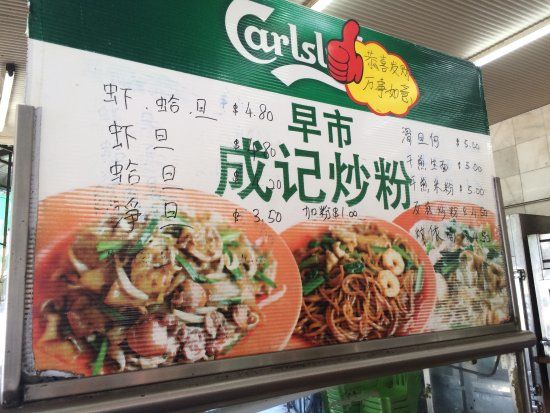 Carlsb
恭喜发财
万事如意
早市
成记炒粉
虾.蛤.旦 $4.80
虾旦
蛤旦
净旦 $3.50
加粉$1.00
滑旦河 $5.00
干煎生面 $5.00
干煎米粉 $5.00